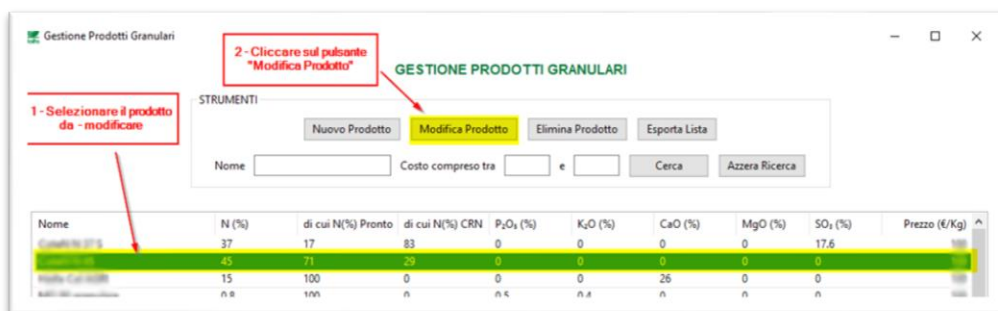 Gestione Prodotti Granulari
2 - Cliccare sul pulsante
"Modifica Prodotto"
GESTIONE PRODOTTI GRANULARI
1 - Selezionare il prodotto
da - modificare
STRUMENTI
Nuovo Prodotto Modifica Prodotto Elimina Prodotto Esporta Lista
Nome Costo compreso tra e Cerca Azzera Ricerca
Nome N (%) di cui N(%) Pronto di cui N(%) CRN P₂O₅ (%) K₂O (%) CaO (%) MgO (%) SO₃ (%) Prezzo (€/Kg)
37 17 83 0 0 0 0 17.6
45 71 29 0 0 0 0 0
15 100 0 0 0 26 0 0
0.8 100 0 0.5 0.4 0 0 0